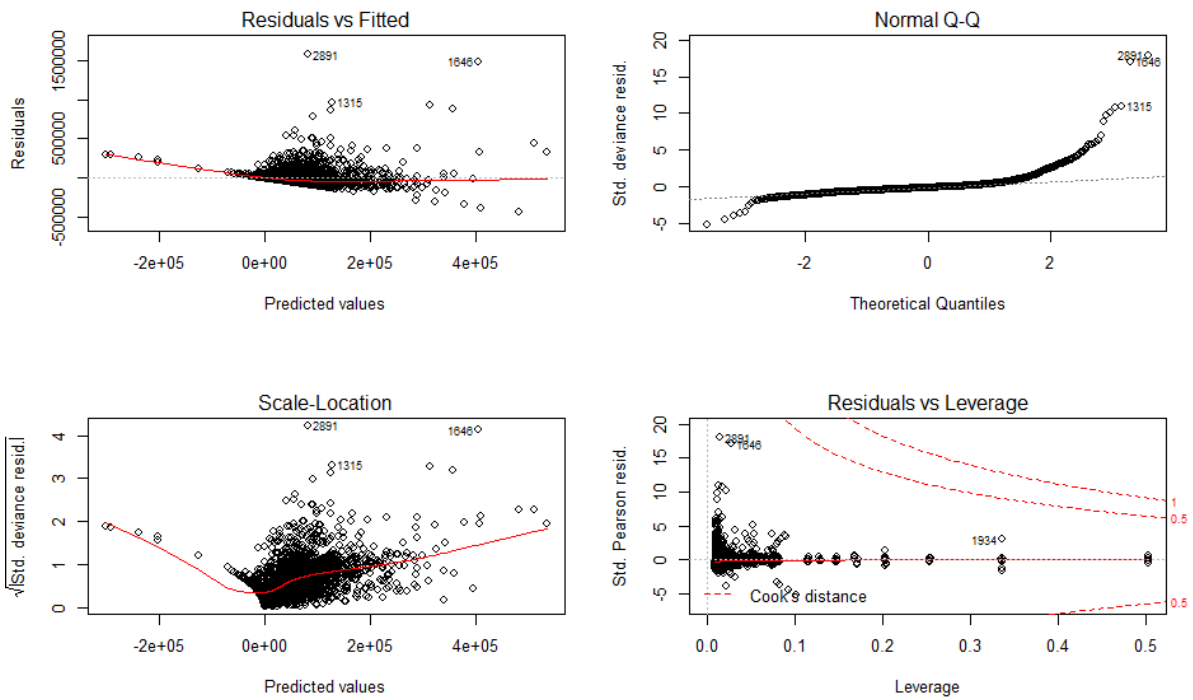 Residuals vs Fitted
Residuals
-500000
500000
1500000
2891
1646
1315
-2e+05
0e+00
2e+05
4e+05
Predicted values
Normal Q-Q
Std. deviance resid.
-5
0
5
10
15
20
2891
1646
1315
-2
0
2
Theoretical Quantiles
Scale-Location
√|Std. deviance resid.|
0
1
2
3
4
2891
1646
1315
-2e+05
0e+00
2e+05
4e+05
Predicted values
Residuals vs Leverage
Std. Pearson resid.
-5
0
5
10
15
20
2891
1646
1934
1
0.5
0.5
Cook's distance
0.0
0.1
0.2
0.3
0.4
0.5
Leverage